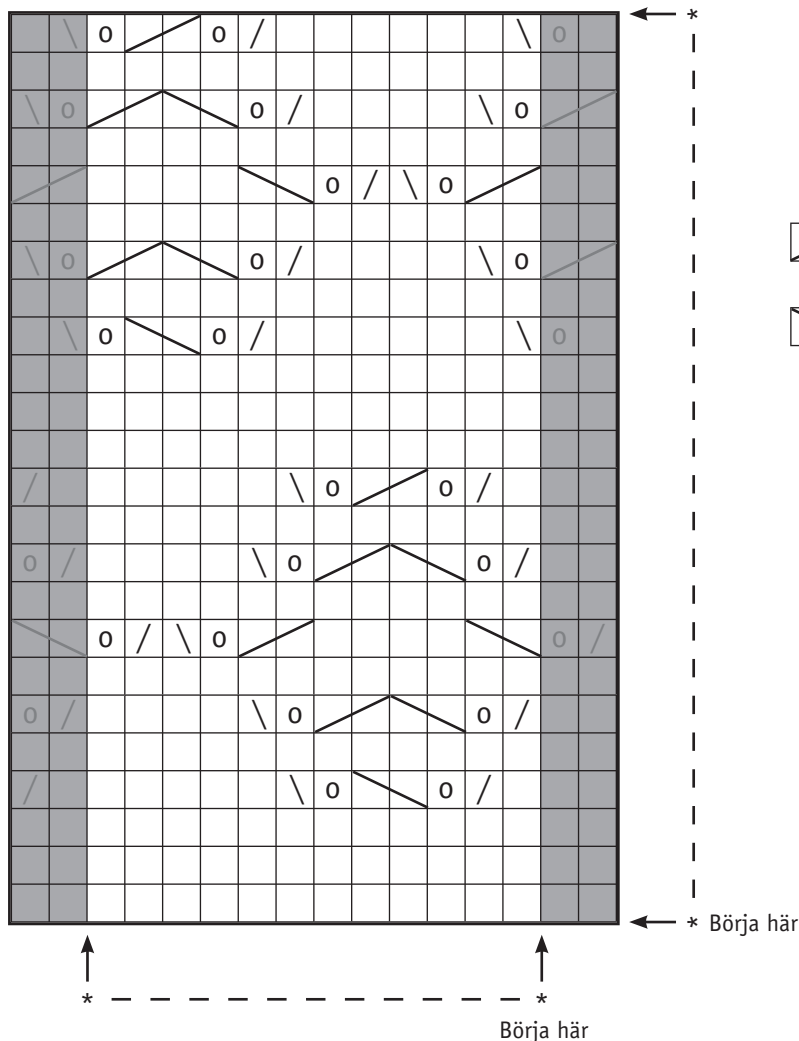 \ o o / \ o *
\ o o / \ o
o / \ o
\ o o / \ o
\ o o / \ o
/ \ o o /
o / \ o o /
o / \ o o /
o / \ o o /
/ \ o o /
* Börja här
* *
Börja här